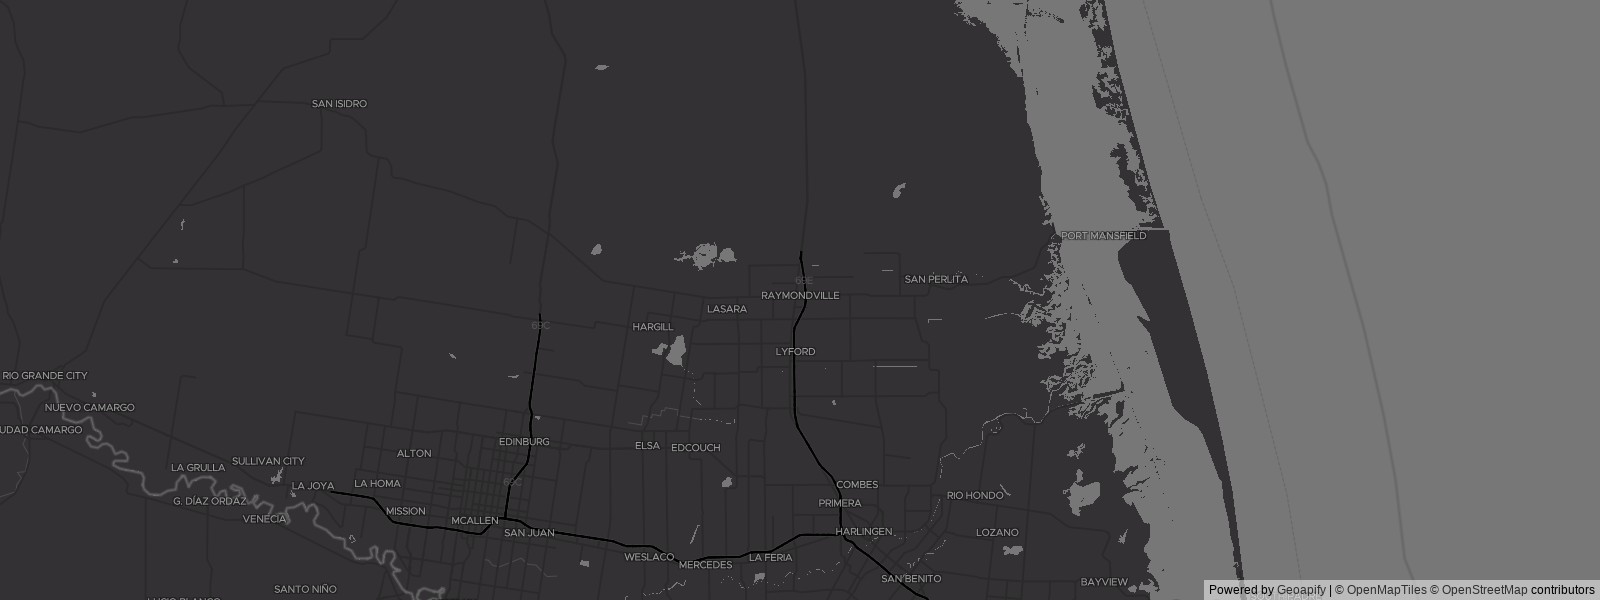 SAN ISIDRO
PORT MANSFIELD
SAN PERLITA
69E
RAYMONDVILLE
LASARA
HARGILL
69C
LYFORD
RIO GRANDE CITY
NUEVO CAMARGO
UDAD CAMARGO
EDINBURG
ELSA
EDCOUCH
ALTON
SULLIVAN CITY
LA GRULLA
LA JOYA
LA HOMA
69C
COMBES
RIO HONDO
G. DÍAZ ORDAZ
PRIMERA
MISSION
VENECIA
MCALLEN
SAN JUAN
HARLINGEN
LOZANO
WESLACO
MERCEDES
LA FERIA
SAN BENITO
BAYVIEW
SANTO NIÑO
Powered by Geoapify | © OpenMapTiles © OpenStreetMap contributors